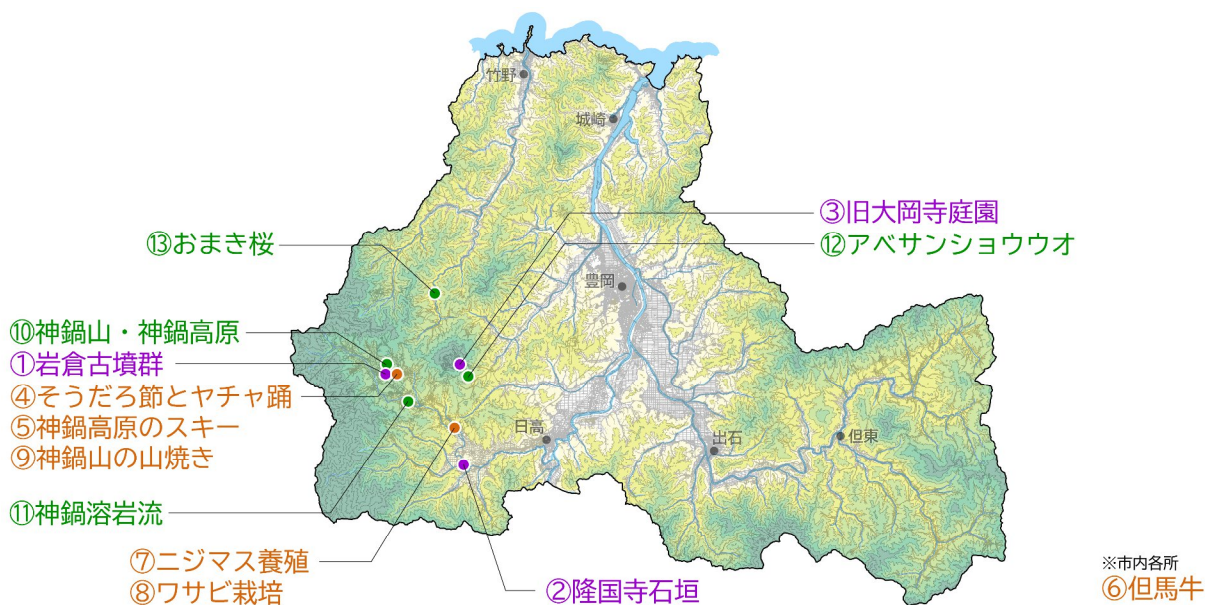 竹野
城崎
③旧大岡寺庭園
⑫アベサンショウウオ
⑬おまき桜
豊岡
⑩神鍋山・神鍋高原
①岩倉古墳群
④そうだろ節とヤチャ踊
⑤神鍋高原のスキー
⑨神鍋山の山焼き
日高
出石
但東
⑪神鍋溶岩流
⑦ニジマス養殖
⑧ワサビ栽培
②隆国寺石垣
※市内各所
⑥但馬牛